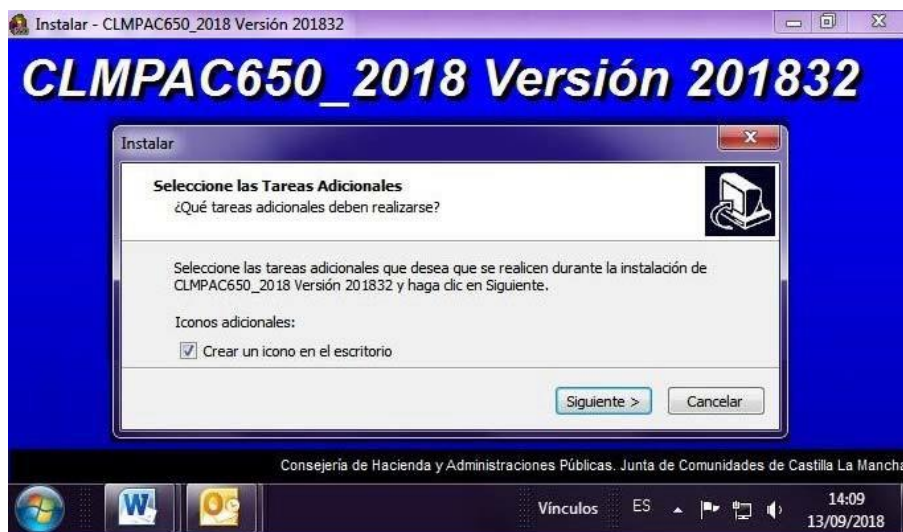 Instalar - CLMPAC650_2018 Versión 201832
CLMPAC650_2018 Versión 201832
Instalar
Seleccione las Tareas Adicionales
¿Qué tareas adicionales deben realizarse?
Seleccione las tareas adicionales que desea que se realicen durante la instalación de
CLMPAC650_2018 Versión 201832 y haga clic en Siguiente.
Iconos adicionales:
Crear un icono en el escritorio
Siguiente >
Cancelar
Consejería de Hacienda y Administraciones Públicas. Junta de Comunidades de Castilla La Mancha
Vínculos
ES
14:09
13/09/2018